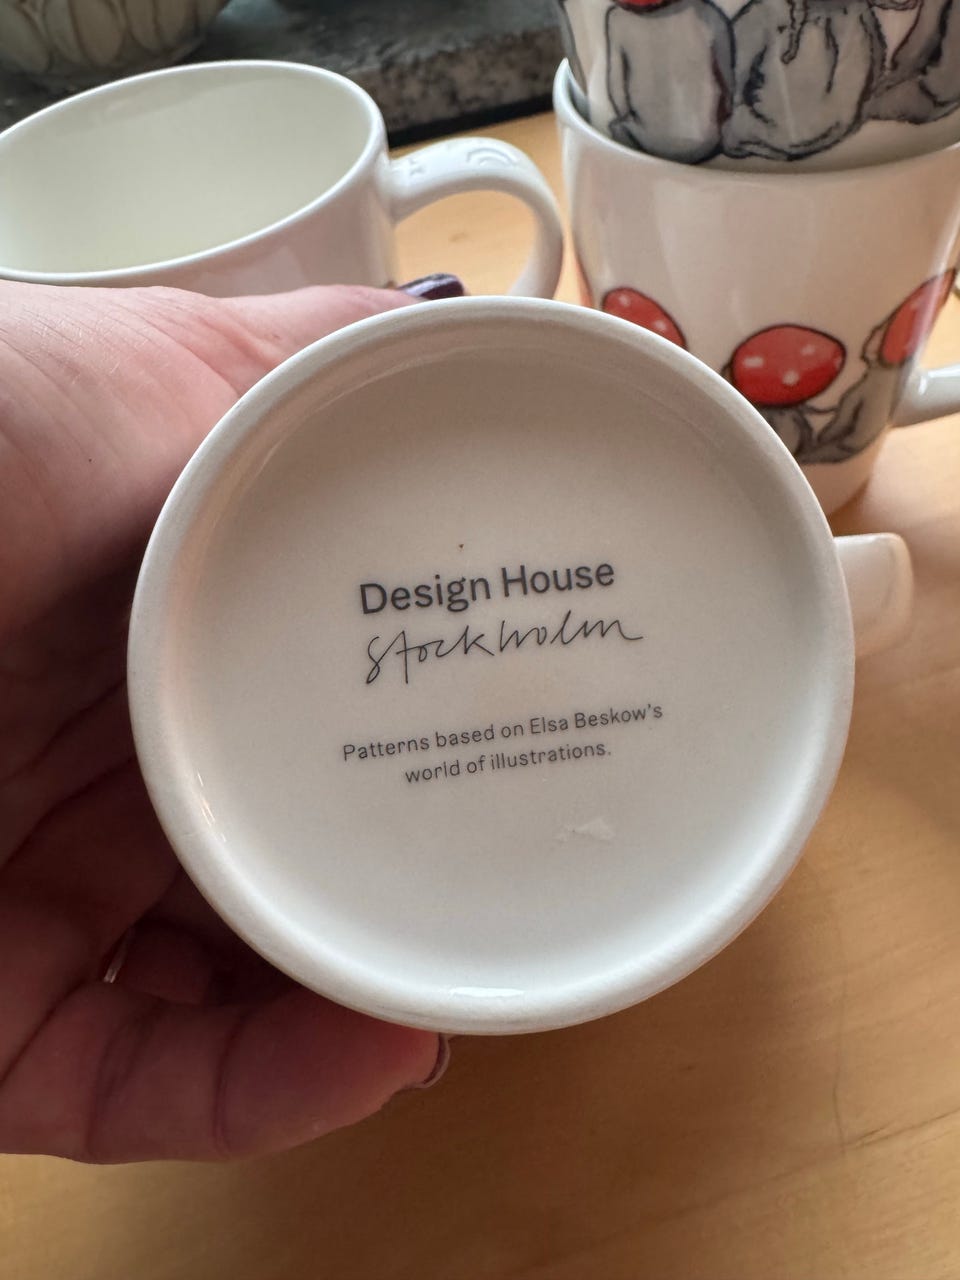 Design House
Stockholm
Patterns based on Elsa Beskow's
world of illustrations.